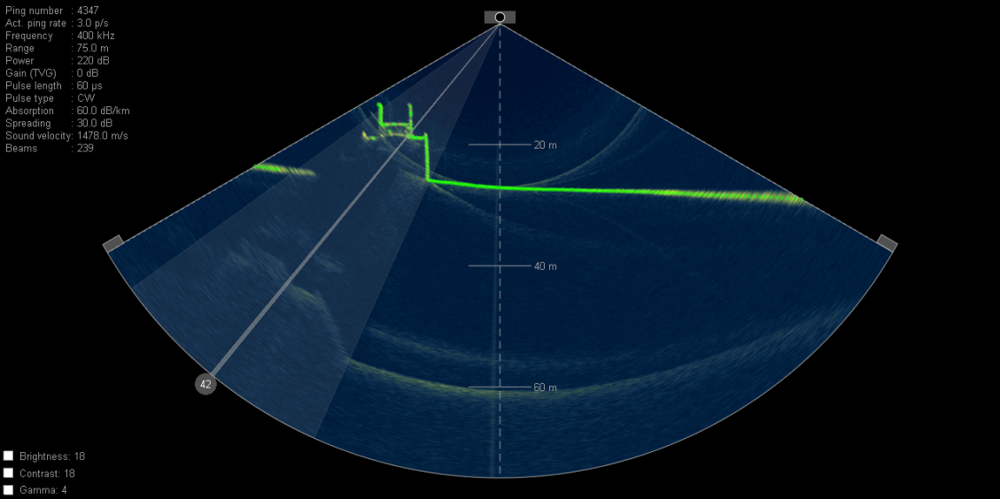 Ping number : 4347
Act. ping rate : 3.0 p/s
Frequency : 400 kHz
Range : 75.0 m
Power : 220 dB
Gain (TVG) : 0 dB
Pulse length : 60 µs
Pulse type : CW
Absorption : 60.0 dB/km
Spreading : 30.0 dB
Sound velocity: 1478.0 m/s
Beams : 239
20 m
40 m
60 m
42
Brightness: 18
Contrast: 18
Gamma: 4